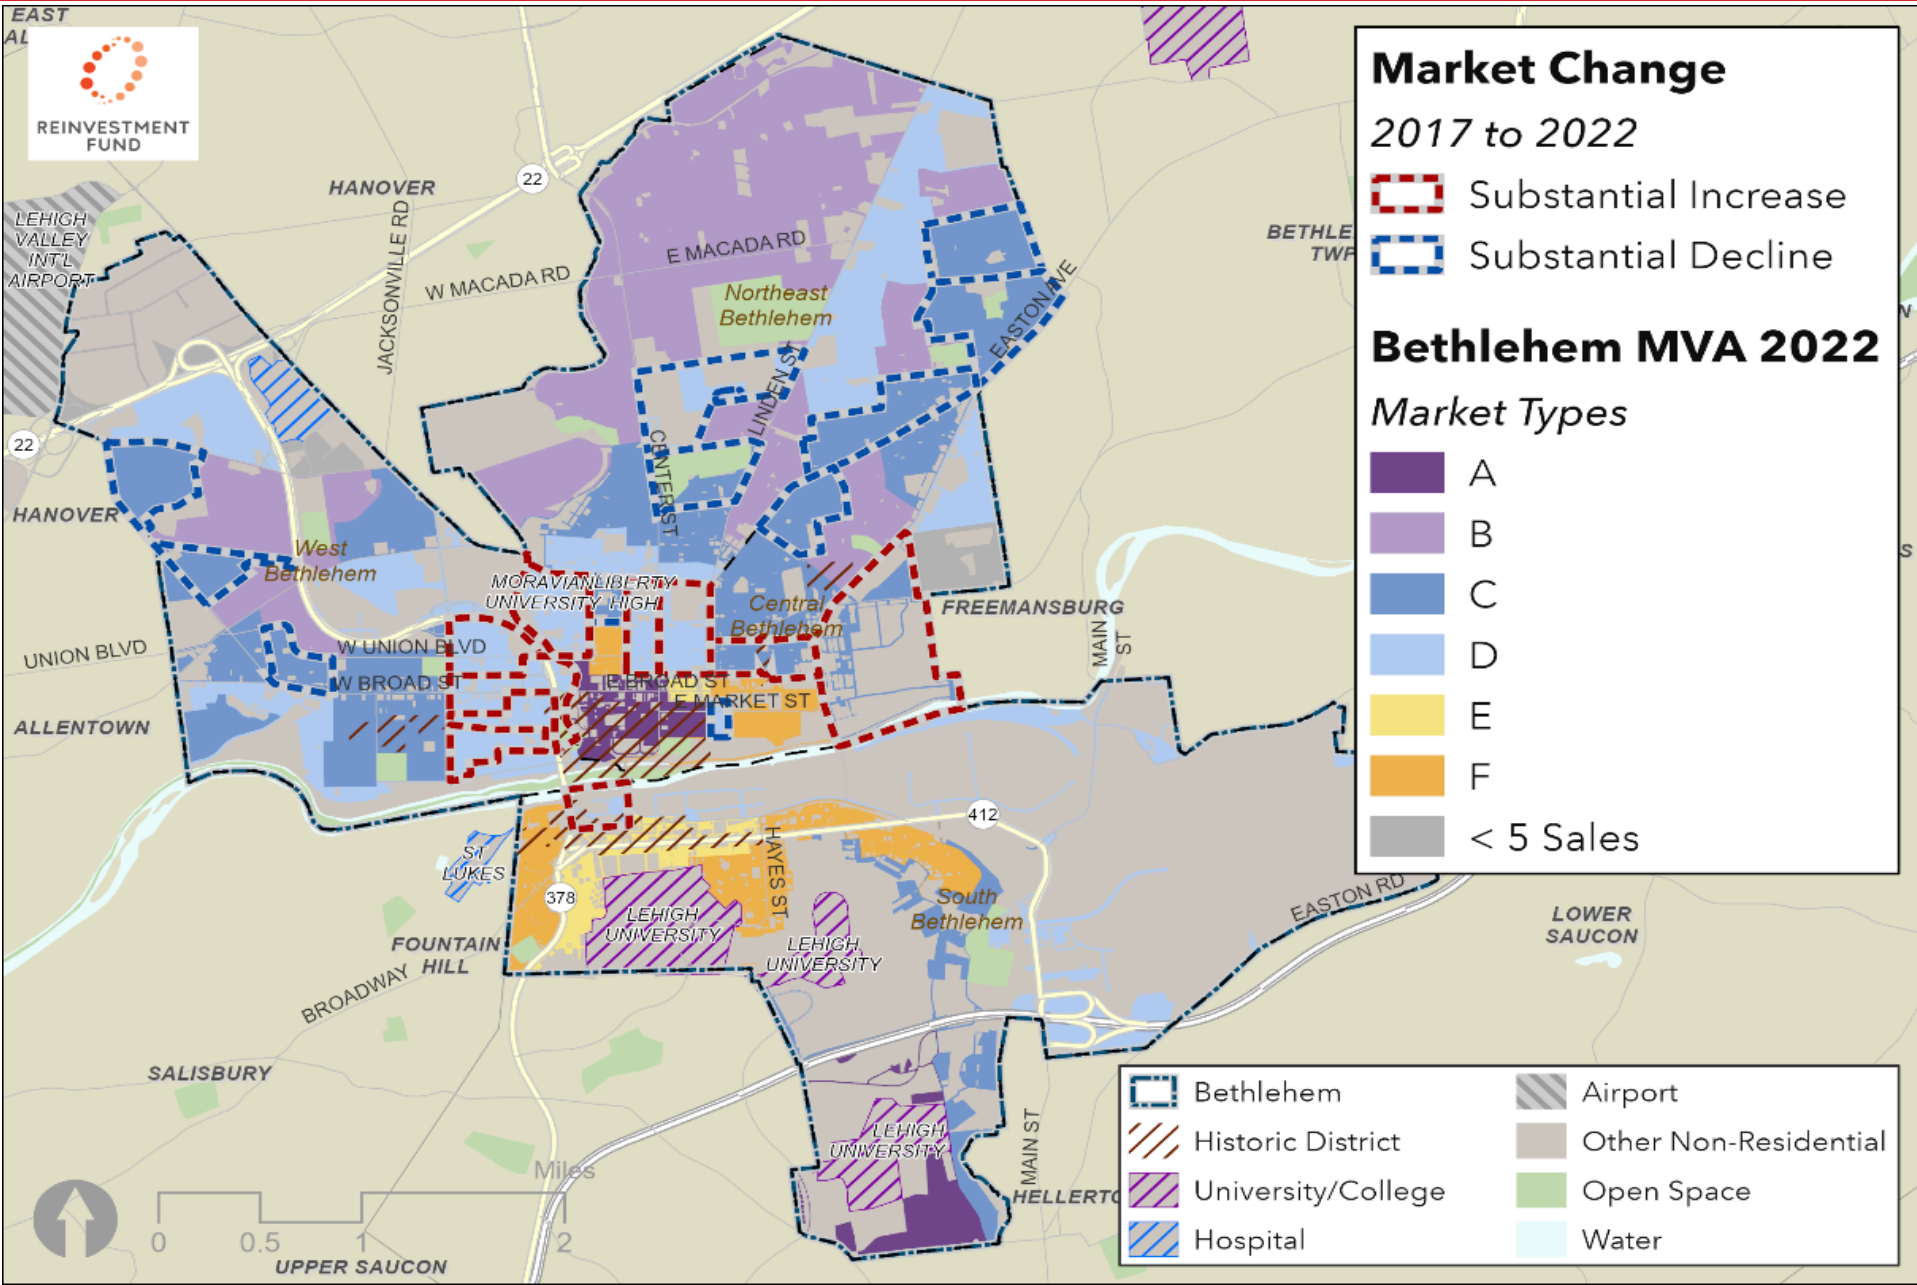 EAST
AL
REINVESTMENT
FUND
Market Change
2017 to 2022
Substantial Increase
Substantial Decline
Bethlehem MVA 2022
Market Types
A
B
C
D
E
F
< 5 Sales
22
HANOVER
JACKSONVILLE RD
LEHIGH
VALLEY
INT'L
AIRPORT
E MACADA RD
W MACADA RD
BETHLE
TWP
Northeast
Bethlehem
EASTON AVE
LINDEN ST
CENTER ST
22
HANOVER
West
Bethlehem
MORAVIAN
UNIVERSITY
LIBERTY
HIGH
Central
Bethlehem
FREEMANSBURG
MAIN ST
UNION BLVD
W UNION BLVD
W BROAD ST
E BROAD ST
E MARKET ST
ALLENTOWN
412
HAYES ST
ST
LUKES
378
LEHIGH
UNIVERSITY
South
Bethlehem
LEHIGH
UNIVERSITY
EASTON RD
LOWER
SAUCON
FOUNTAIN
HILL
BROADWAY
SALISBURY
LEHIGH
UNIVERSITY
MAIN ST
HELLERTO
UPPER SAUCON
Miles
0 0.5 1 2
Bethlehem
Historic District
University/College
Hospital
Airport
Other Non-Residential
Open Space
Water